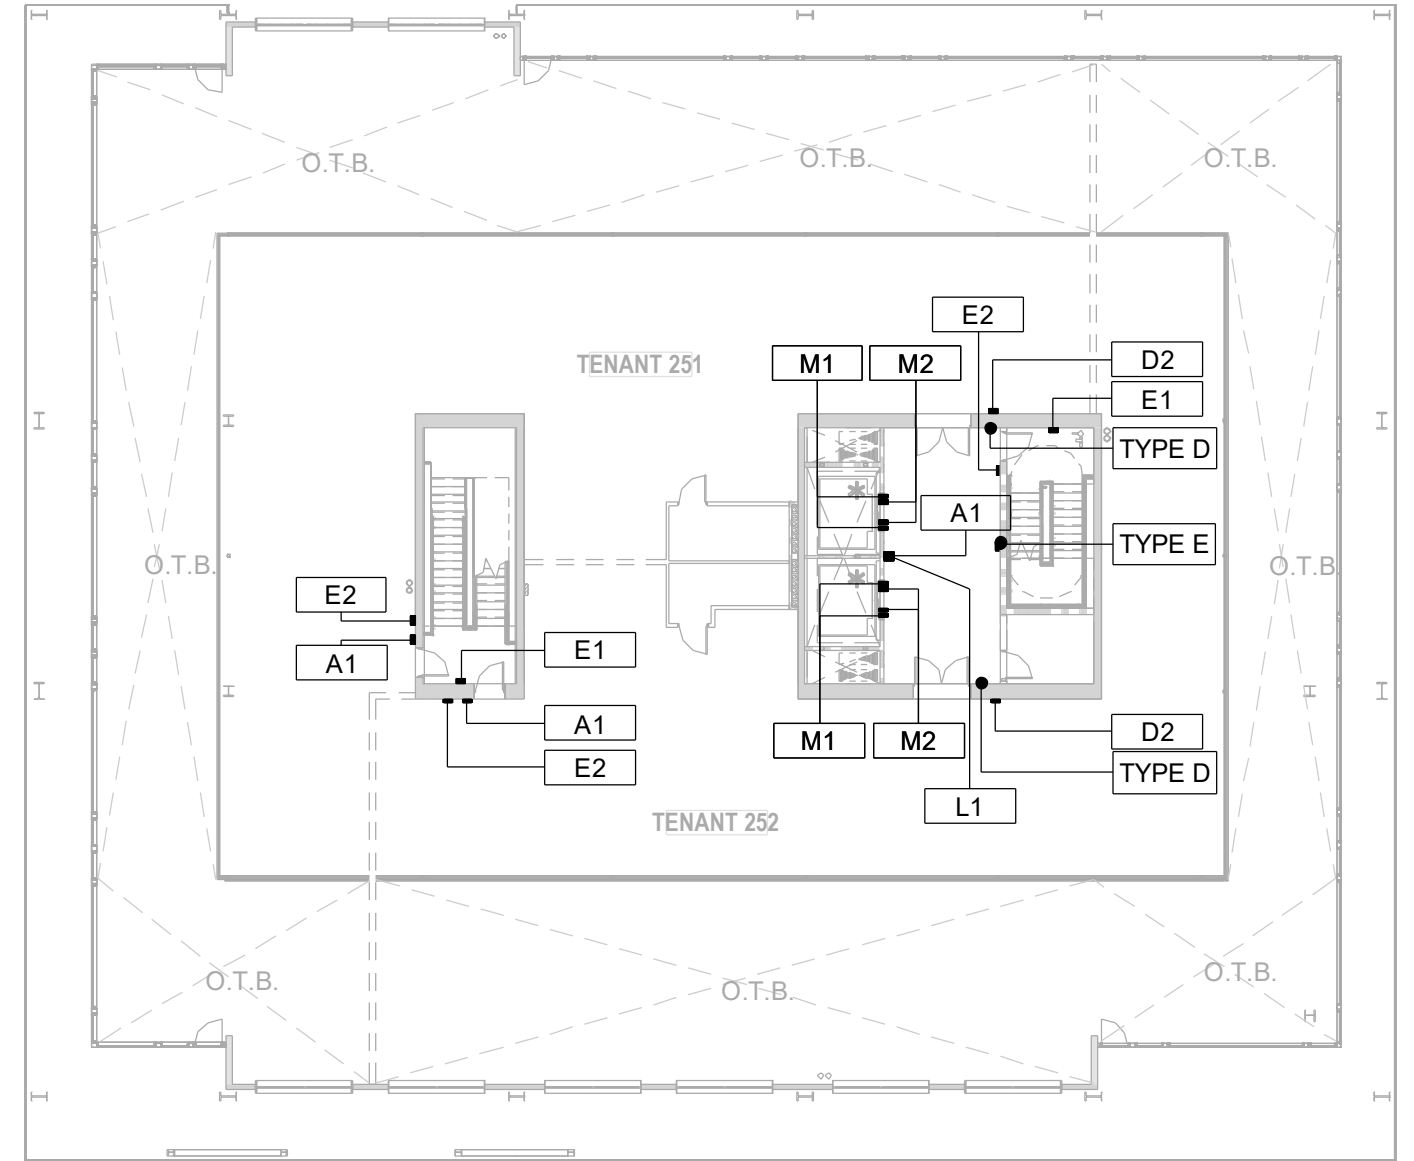 O.T.B.
O.T.B.
O.T.B.
E2
D2
TENANT 251
M1
M2
E1
TYPE D
A1
TYPE E
O.T.B.
O.T.B.
E2
E1
A1
A1
D2
M1
M2
E2
TYPE D
L1
TENANT 252
O.T.B.
O.T.B.
O.T.B.